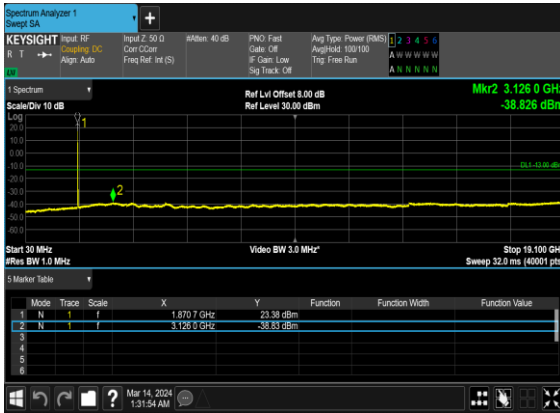 Spectrum Analyzer 1
Swept SA
+
KEYSIGHT Input: RF Input Z: 50 Ω #Atten: 40 dB PNO: Fast Avg Type: Power (RMS) 1 2 3 4 5 6
R T Coupling: DC Corr CCorr Gate: Off Avg|Hold: 100/100 A W W W W W
Align: Auto Freq Ref: Int (S) IF Gain: Low Trig: Free Run
LXI Sig Track: Off A N N N N N
1 Spectrum
Ref Lvl Offset 8.00 dB Mkr2 3.126 0 GHz
Scale/Div 10 dB Ref Level 30.00 dBm -38.826 dBm
Log
1
20.0
10.0
0.00
-10.0
DL1 -13.00 dBm
-20.0
-30.0
2
-40.0
-50.0
-60.0
Start 30 MHz Video BW 3.0 MHz* Stop 19.100 GHz
#Res BW 1.0 MHz Sweep 32.0 ms (40001 pts)
5 Marker Table
Mode Trace Scale X Y Function Function Width Function Value
1 N 1 f 1.870 7 GHz 23.38 dBm
2 N 1 f 3.126 0 GHz -38.83 dBm
3
4
5
6
? Mar 14, 2024
1:31:54 AM